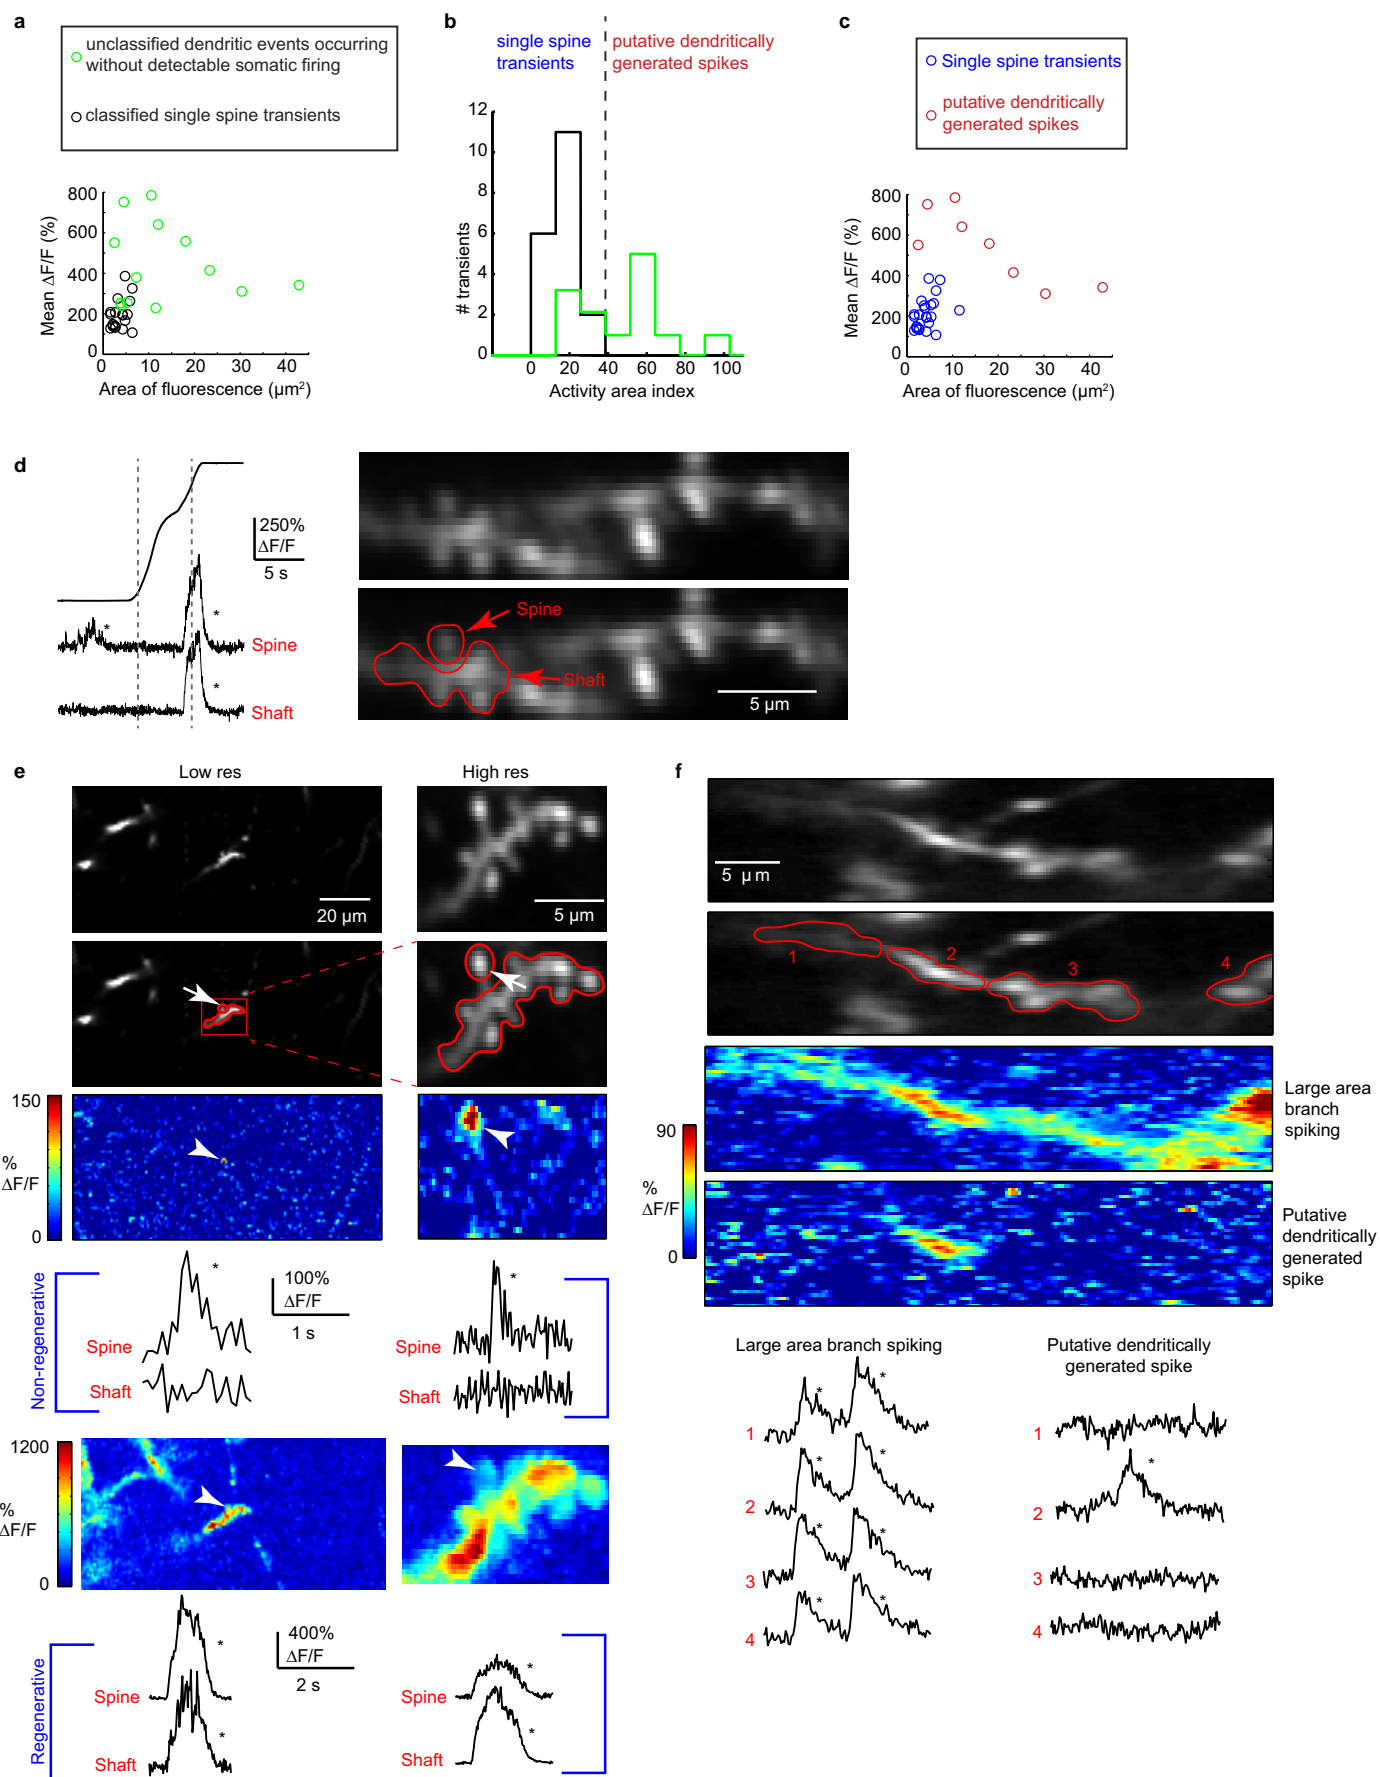 a
unclassified dendritic events occurring
without detectable somatic firing
classified single spine transients
800
600
400
200
0
Mean ΔF/F (%)
0 10 20 30 40
Area of fluorescence (µm²)
b
single spine
transients
putative dendritically
generated spikes
12
10
8
6
4
2
0
# transients
0 20 40 60 80 100
Activity area index
c
Single spine transients
putative dendritically
generated spikes
800
600
400
200
0
Mean ΔF/F (%)
0 10 20 30 40
Area of fluorescence (µm²)
d
250%
ΔF/F
5 s
*
*
Spine
*
Shaft
Spine
Shaft
5 µm
e
Low res
High res
20 µm
5 µm
150
%
ΔF/F
0
Non-regenerative
*
100%
ΔF/F
1 s
Spine
Shaft
*
Spine
Shaft
1200
%
ΔF/F
0
Regenerative
*
400%
ΔF/F
2 s
Spine
*
Shaft
*
Spine
*
Shaft
f
5 µm
1
2
3
4
Large area
branch
spiking
90
%
ΔF/F
0
Putative
dendritically
generated
spike
Large area branch spiking
* *
1
* *
2
* *
3
* *
4
Putative dendritically
generated spike
1
*
2
3
4